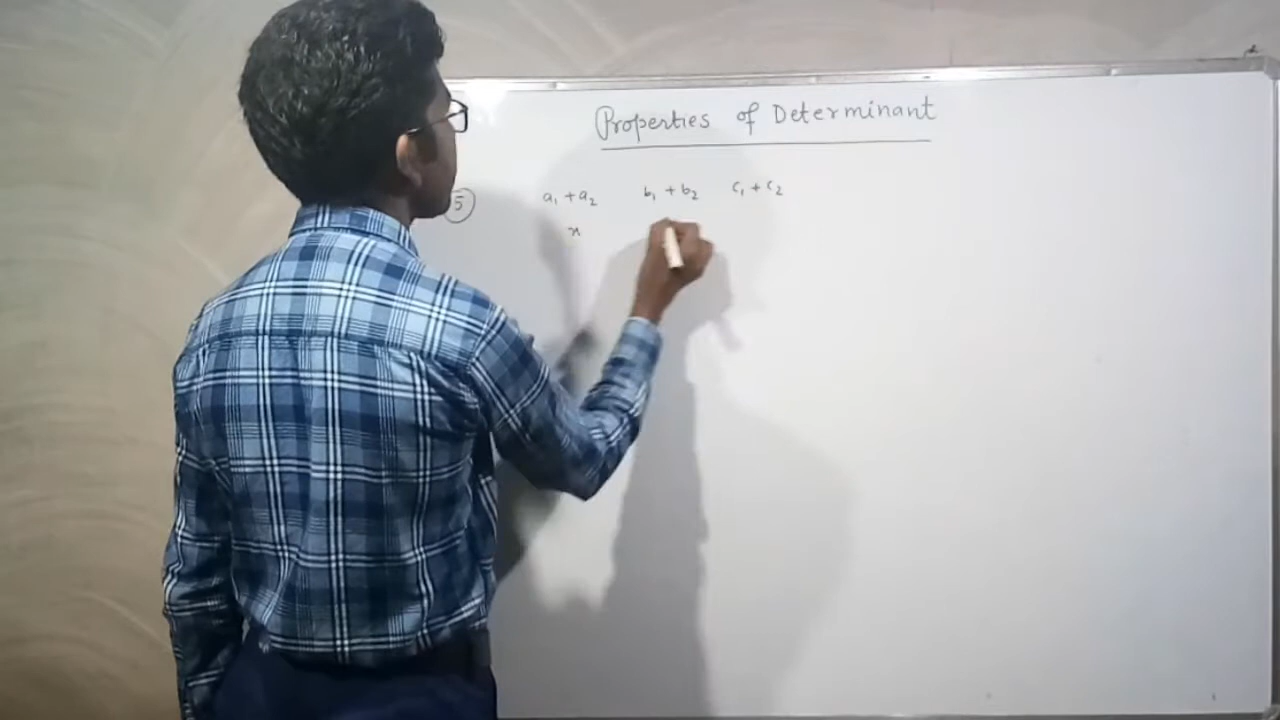 Properties of Determinant
5 a₁ + a₂ b₁ + b₂ c₁ + c₂
x